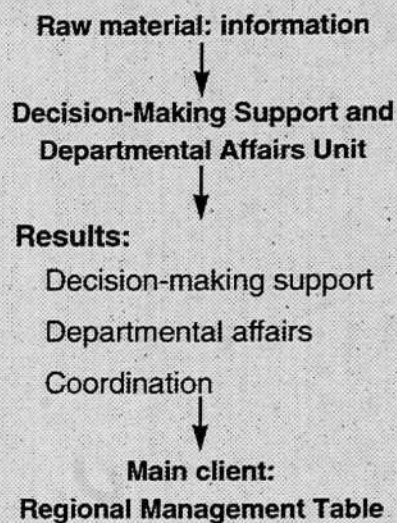 Raw material: information
Decision-Making Support and
Departmental Affairs Unit
Results:
Decision-making support
Departmental affairs
Coordination
Main client:
Regional Management Table